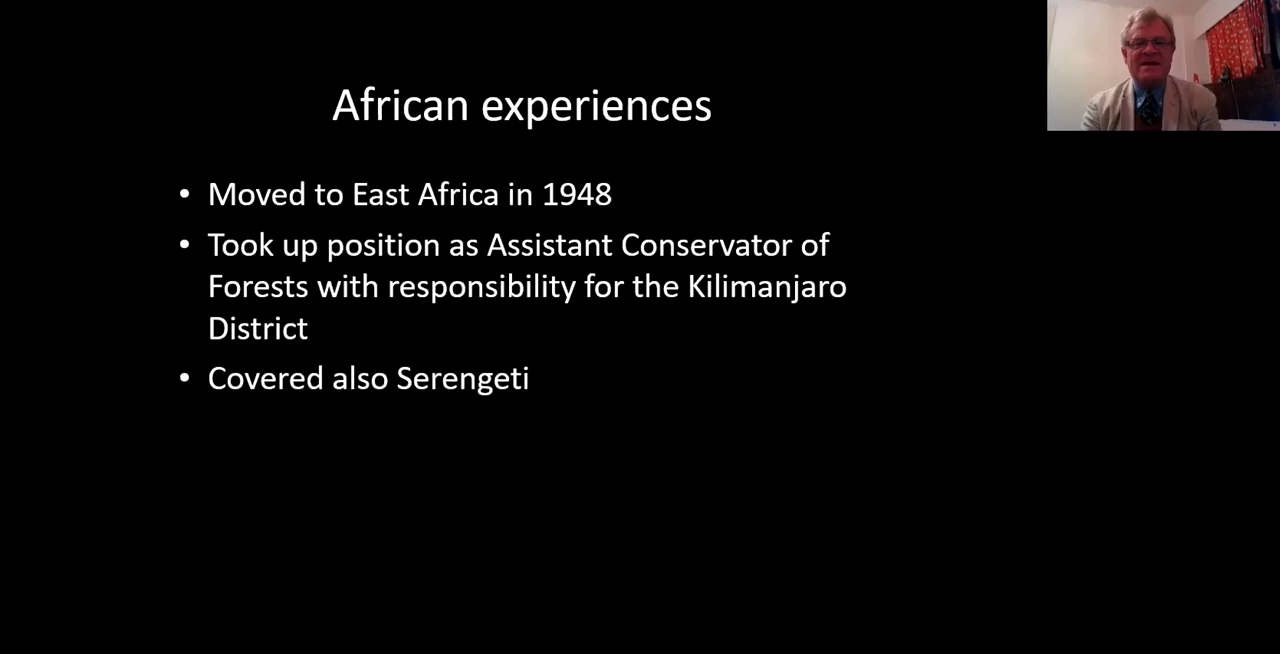 African experiences
• Moved to East Africa in 1948
• Took up position as Assistant Conservator of
Forests with responsibility for the Kilimanjaro
District
• Covered also Serengeti